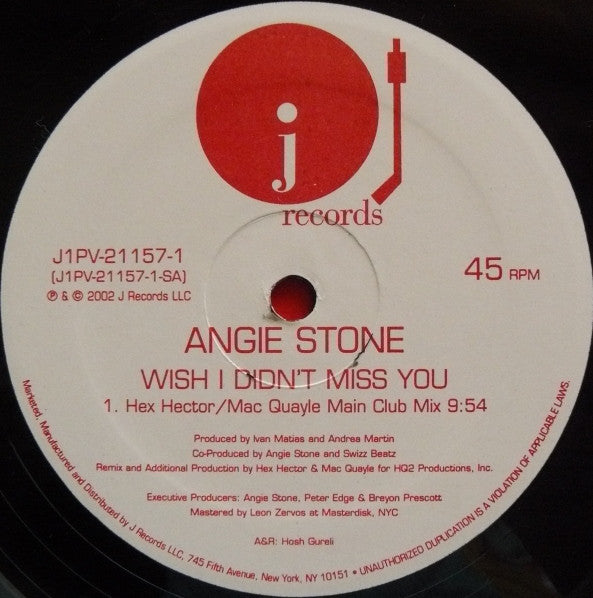 j
records
J1PV-21157-1
(J1PV-21157-1-SA)
℗ & © 2002 J Records LLC
45 RPM
ANGIE STONE
WISH I DIDN'T MISS YOU
1. Hex Hector/Mac Quayle Main Club Mix 9:54
Produced by Ivan Matias and Andrea Martin
Co-Produced by Angie Stone and Swizz Beatz
Remix and Additional Production by Hex Hector & Mac Quayle for HQ2 Productions, Inc.
Executive Producers: Angie Stone, Peter Edge & Breyon Prescott
Mastered by Leon Zervos at Masterdisk, NYC
A&R: Hosh Gureli
Marketed, Manufactured and Distributed by J Records LLC, 745 Fifth Avenue, New York, NY 10151 • UNAUTHORIZED DUPLICATION IS A VIOLATION OF APPLICABLE LAWS.